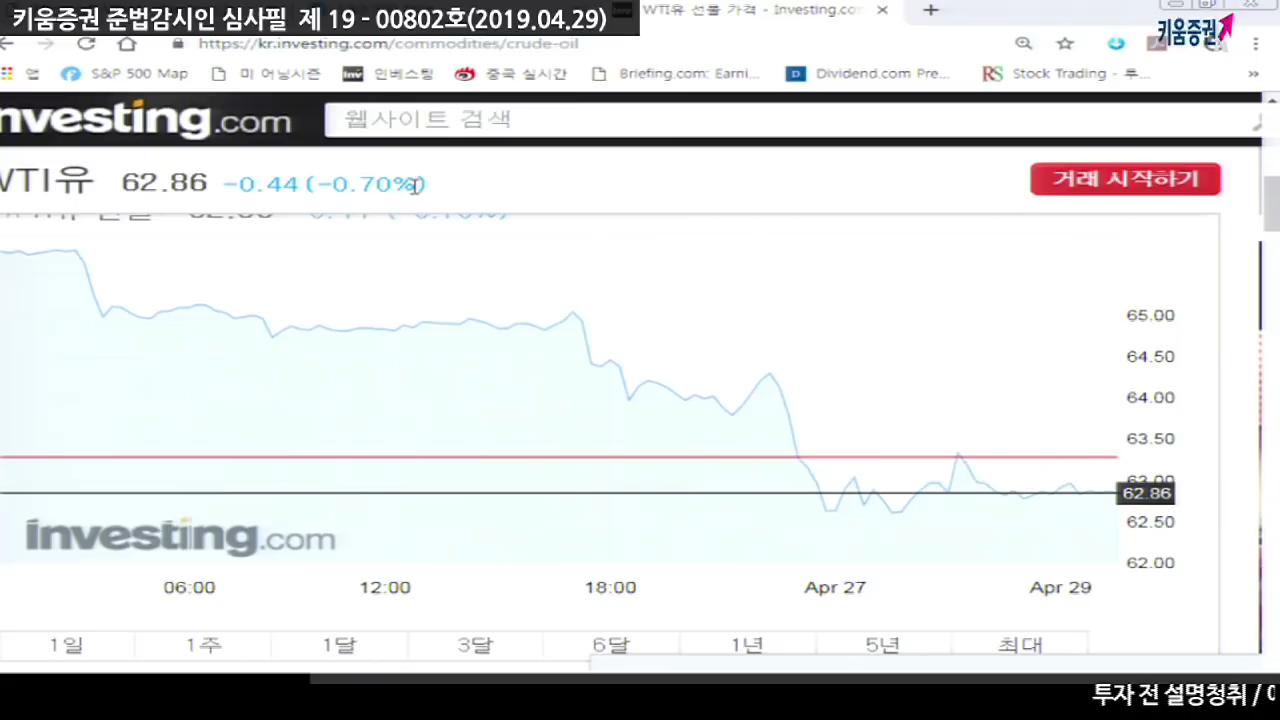 키움증권 준법감시인 심사필 제 19 - 00802호(2019.04.29)
WTI유 선물 가격 - Investing.co
키움증권
https://kr.investing.com/commodities/crude-oil
앱 S&P 500 Map 미 어닝시즌 Inv 인베스팅 중국 실시간 Briefing.com: Earni... D Dividend.com Pre... RS Stock Trading - 투...
nvesting.com 웹사이트 검색
WTI유 62.86 -0.44 (-0.70%) 거래 시작하기
65.00
64.50
64.00
63.50
63.00
62.86
62.50
62.00
Investing.com
06:00 12:00 18:00 Apr 27 Apr 29
1일 1주 1달 3달 6달 1년 5년 최대
투자 전 설명청취 /